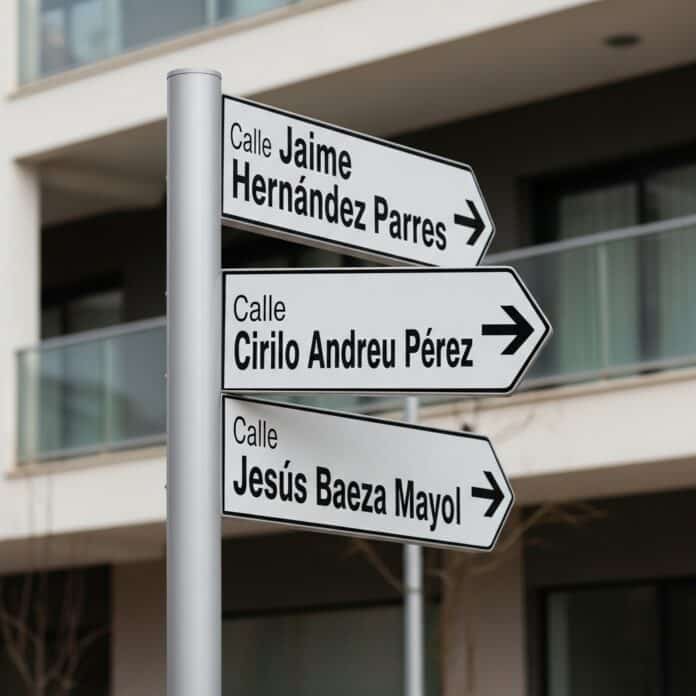 Calle Jaime
Hernández Parres
Calle
Cirilo Andreu Pérez
Calle
Jesús Baeza Mayol